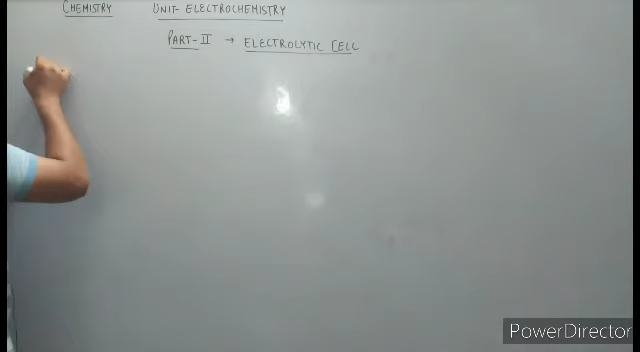 CHEMISTRY UNIT- ELECTROCHEMISTRY
PART-II → ELECTROLYTIC CELL
PowerDirector